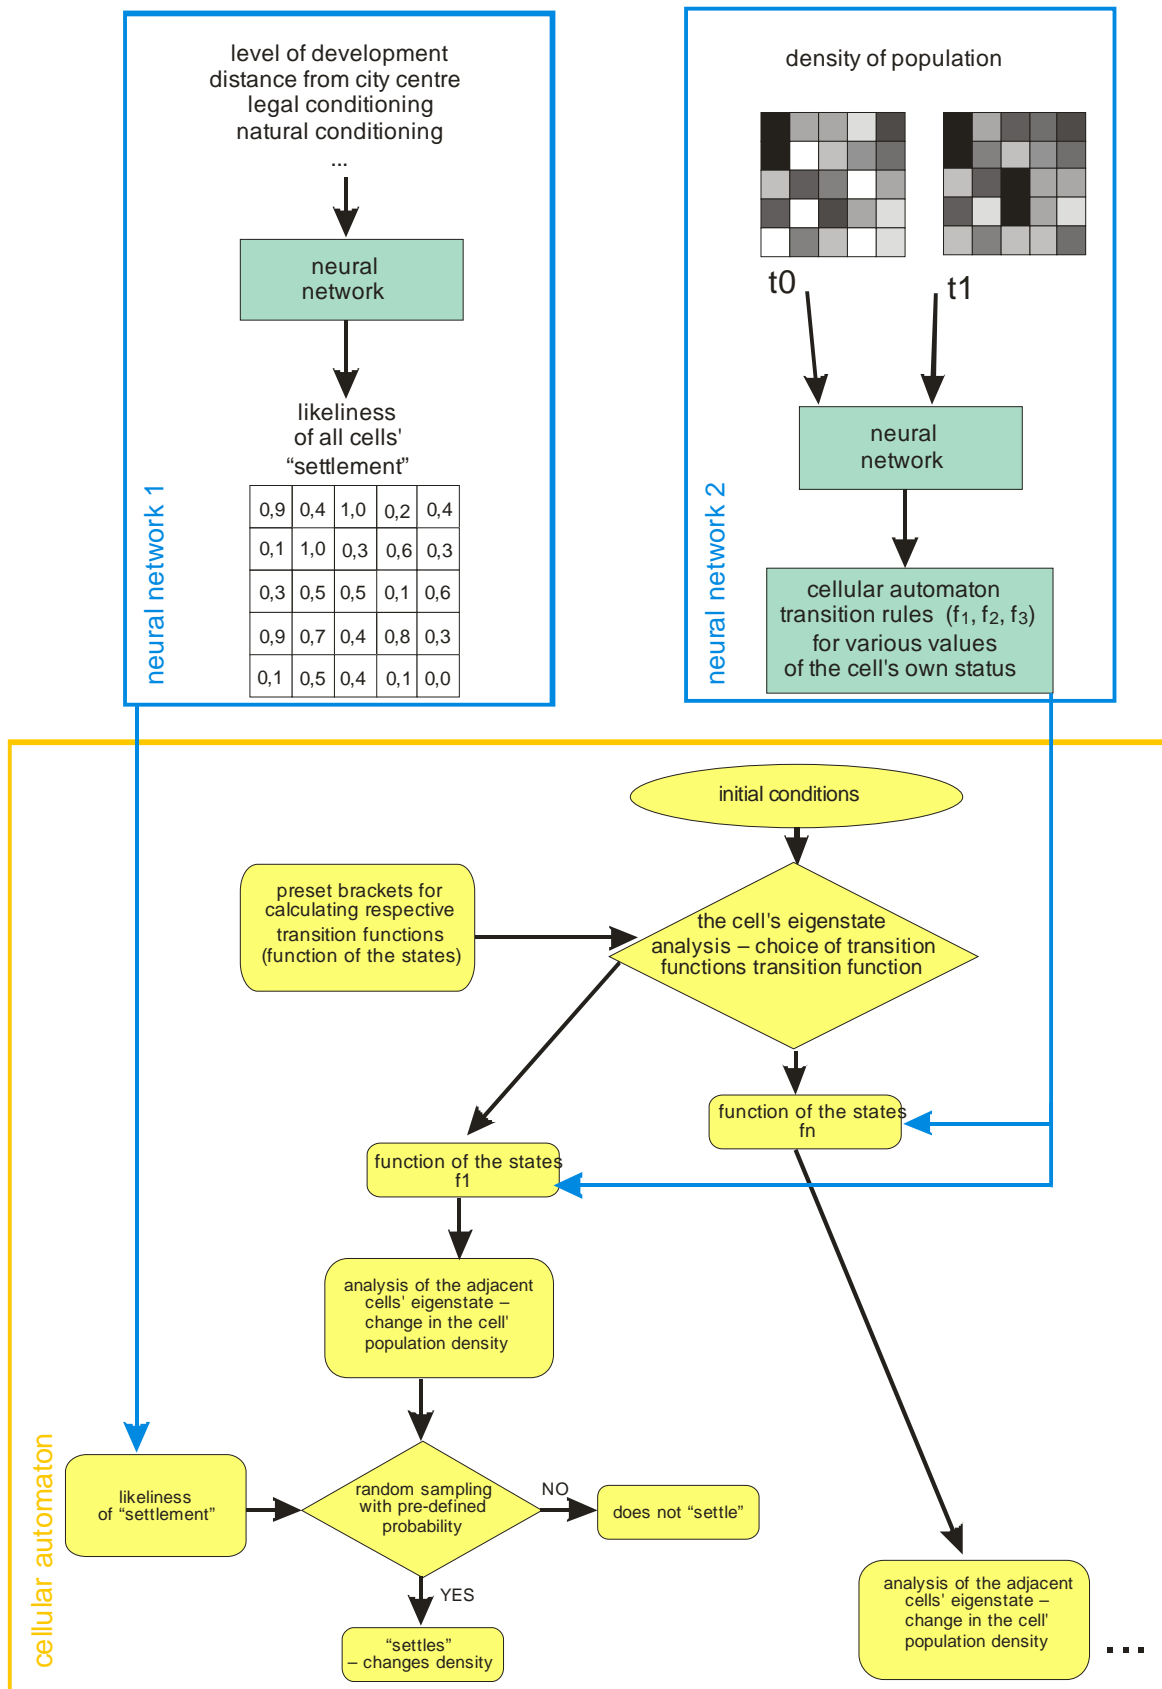 level of development
distance from city centre
legal conditioning
natural conditioning
...
neural
network
likeliness
of all cells'
“settlement”
0,9 0,4 1,0 0,2 0,4
0,1 1,0 0,3 0,6 0,3
0,3 0,5 0,5 0,1 0,6
0,9 0,7 0,4 0,8 0,3
0,1 0,5 0,4 0,1 0,0
neural network 1
density of population
t0
t1
neural
network
cellular automaton
transition rules (f₁, f₂, f₃)
for various values
of the cell's own status
neural network 2
initial conditions
preset brackets for
calculating respective
transition functions
(function of the states)
the cell's eigenstate
analysis – choice of transition
functions transition function
function of the states
fn
function of the states
f1
analysis of the adjacent
cells' eigenstate –
change in the cell'
population density
likeliness
of “settlement”
random sampling
with pre-defined
probability
NO
does not “settle”
YES
“settles”
– changes density
analysis of the adjacent
cells' eigenstate –
change in the cell'
population density
...
cellular automaton